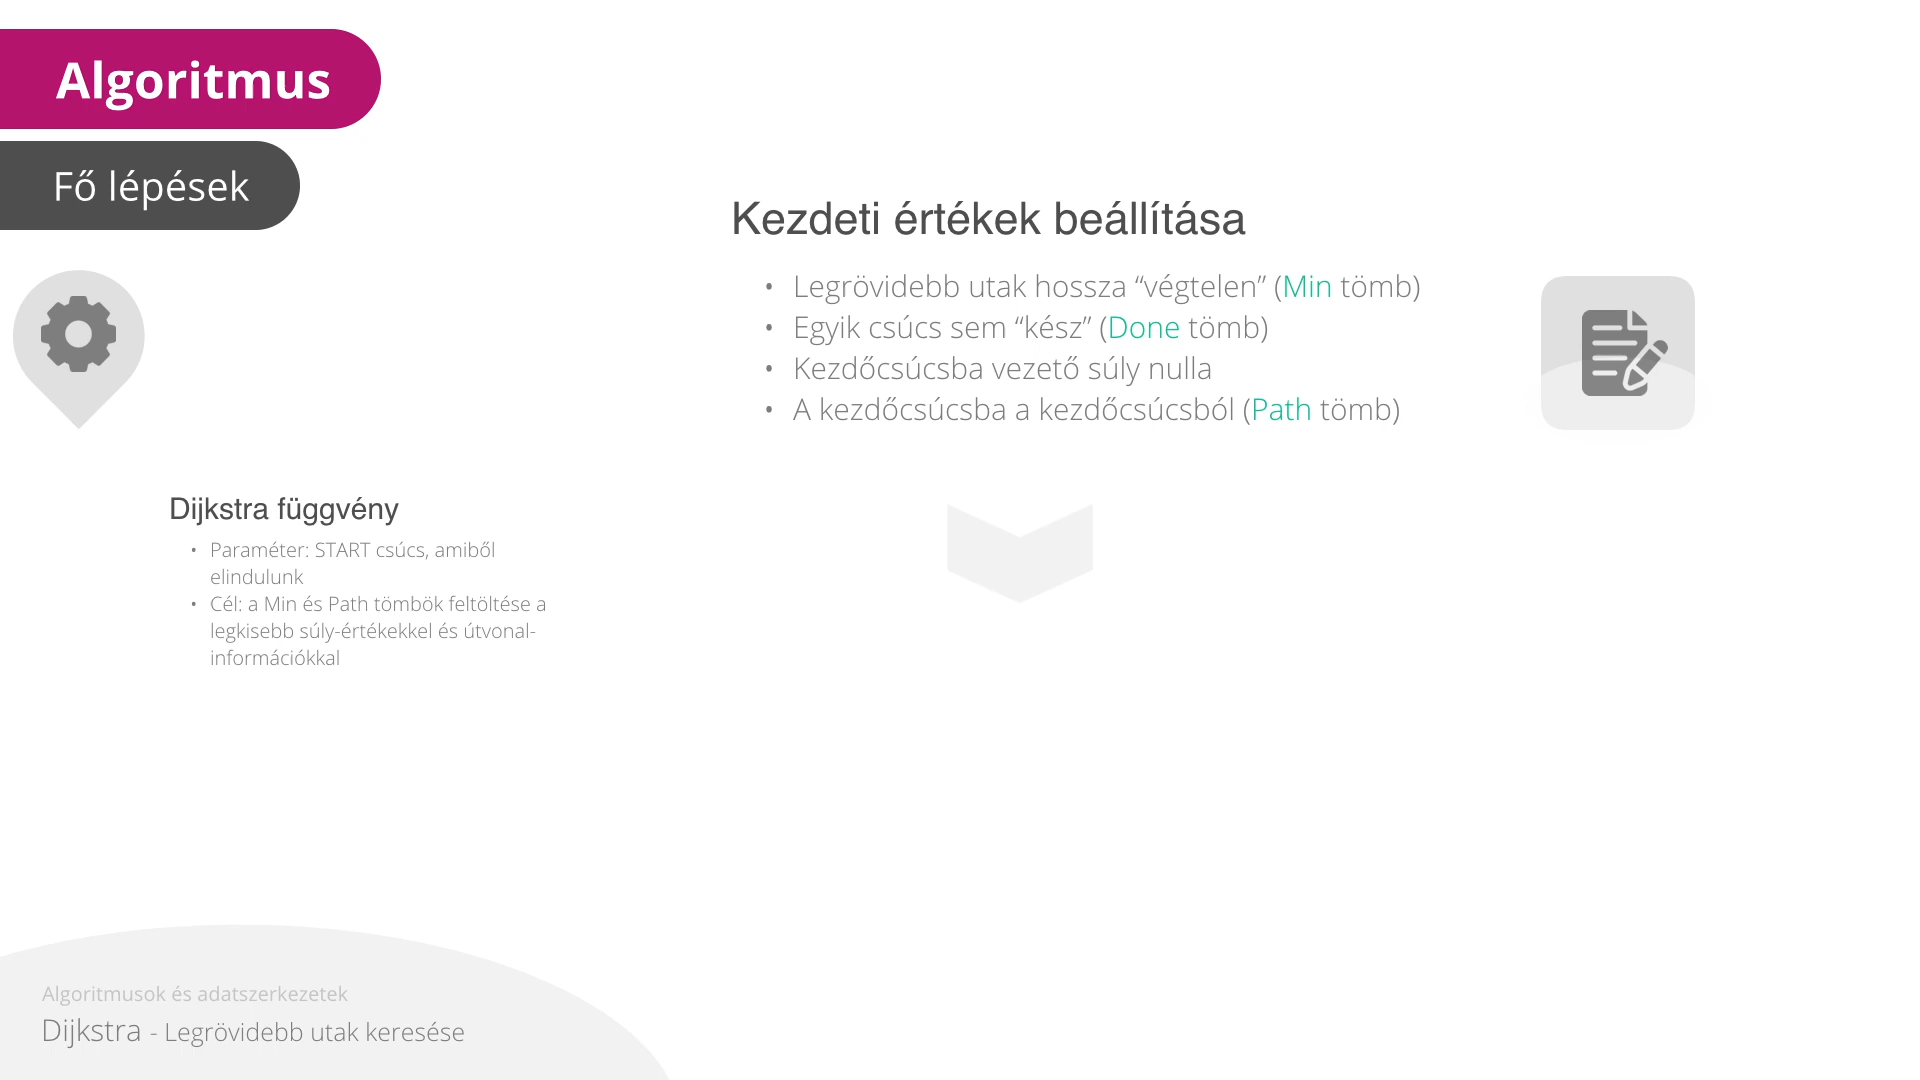 Algoritmus
Fő lépések
Kezdeti értékek beállítása
• Legrövidebb utak hossza “végtelen” (Min tömb)
• Egyik csúcs sem “kész” (Done tömb)
• Kezdőcsúcsba vezető súly nulla
• A kezdőcsúcsba a kezdőcsúcsból (Path tömb)
Dijkstra függvény
• Paraméter: START csúcs, amiből
elindulunk
• Cél: a Min és Path tömbök feltöltése a
legkisebb súly-értékekkel és útvonal-
információkkal
Algoritmusok és adatszerkezetek
Dijkstra - Legrövidebb utak keresése